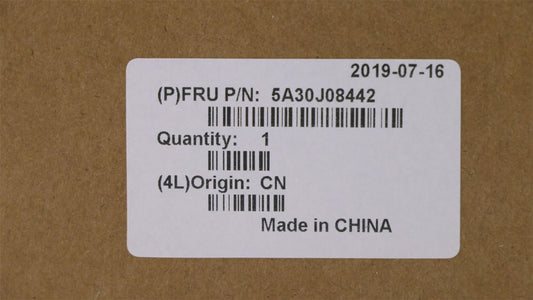 2019-07-16
(P)FRU P/N: 5A30J08442
Quantity: 1
(4L)Origin: CN
Made in CHINA